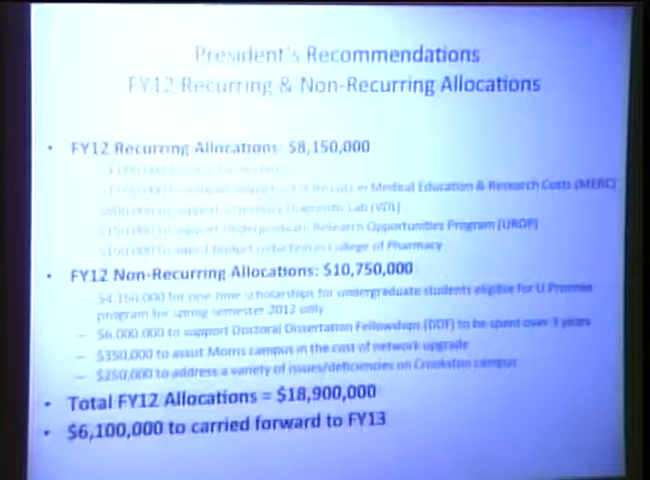 President's Recommendations
FY12 Recurring & Non-Recurring Allocations
• FY12 Recurring Allocations: $8,150,000
in Medical Education & Research Costs (MERC)
$800,000 to support Veterinary Diagnostic Lab (VDL)
to support Undergraduate Research Opportunities Program (UROP)
budget reduction in College of Pharmacy
• FY12 Non-Recurring Allocations: $10,750,000
– $4,150,000 for one time scholarships for undergraduate students eligible for U Promise
program for spring semester 2012 only
– $6,000,000 to support Doctoral Dissertation Fellowships (DDF) to be spent over 3 years
– $350,000 to assist Morris campus in the cost of network upgrade
– $250,000 to address a variety of issues/deficiencies on Crookston campus
• Total FY12 Allocations = $18,900,000
• $6,100,000 to carried forward to FY13